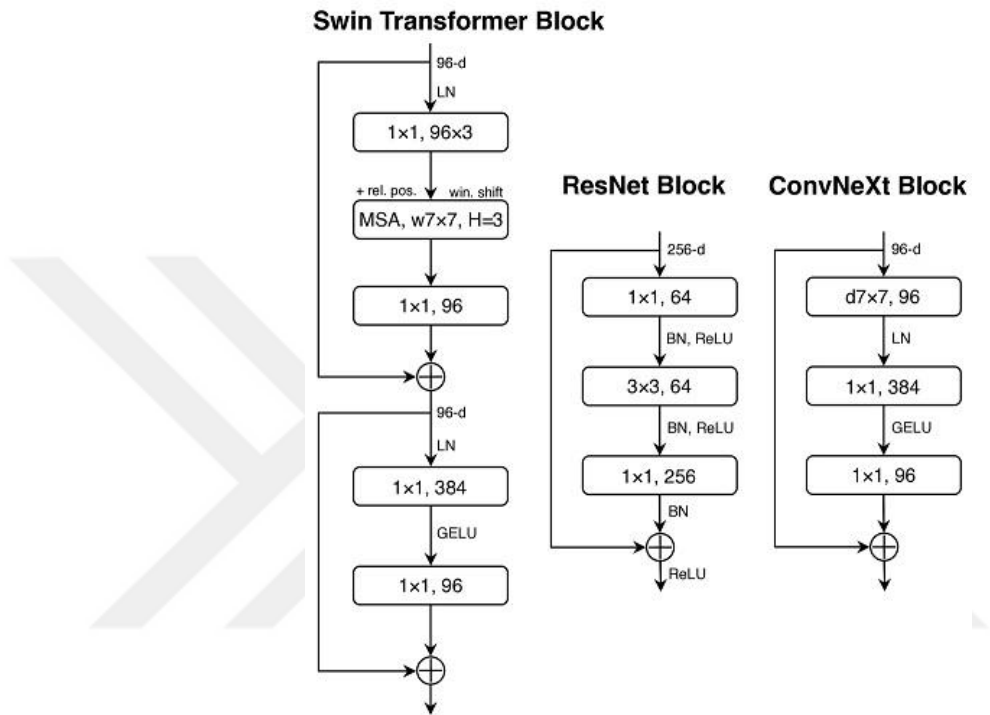 Swin Transformer Block
96-d
LN
1×1, 96×3
+ rel. pos. win. shift
MSA, w7×7, H=3
1×1, 96
96-d
LN
1×1, 384
GELU
1×1, 96
ResNet Block
256-d
1×1, 64
BN, ReLU
3×3, 64
BN, ReLU
1×1, 256
BN
ReLU
ConvNeXt Block
96-d
d7×7, 96
LN
1×1, 384
GELU
1×1, 96